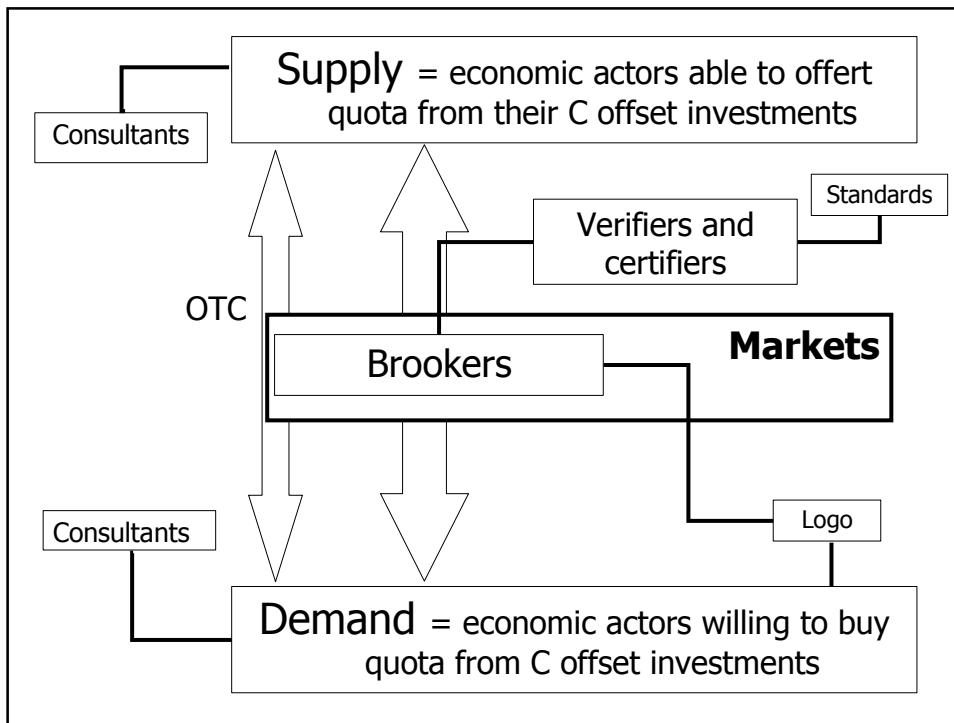 Supply = economic actors able to offert
quota from their C offset investments
Consultants
Standards
Verifiers and
certifiers
OTC
Markets
Brookers
Consultants
Logo
Demand = economic actors willing to buy
quota from C offset investments